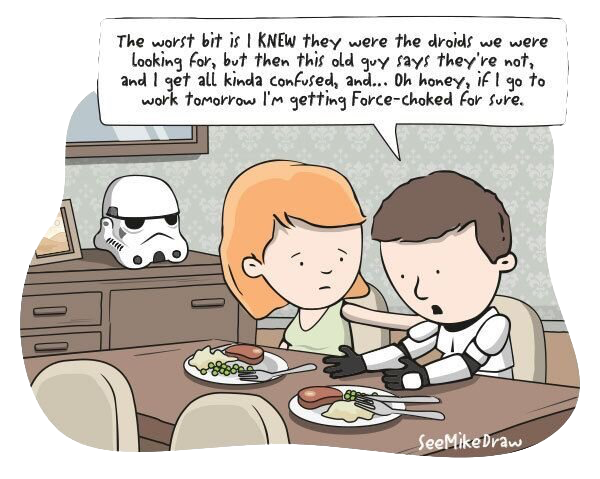 The worst bit is I KNEW they were the droids we were
looking for, but then this old guy says they're not,
and I get all kinda confused, and... Oh honey, if I go to
work tomorrow I'm getting Force-choked for sure.
SeeMikeDraw